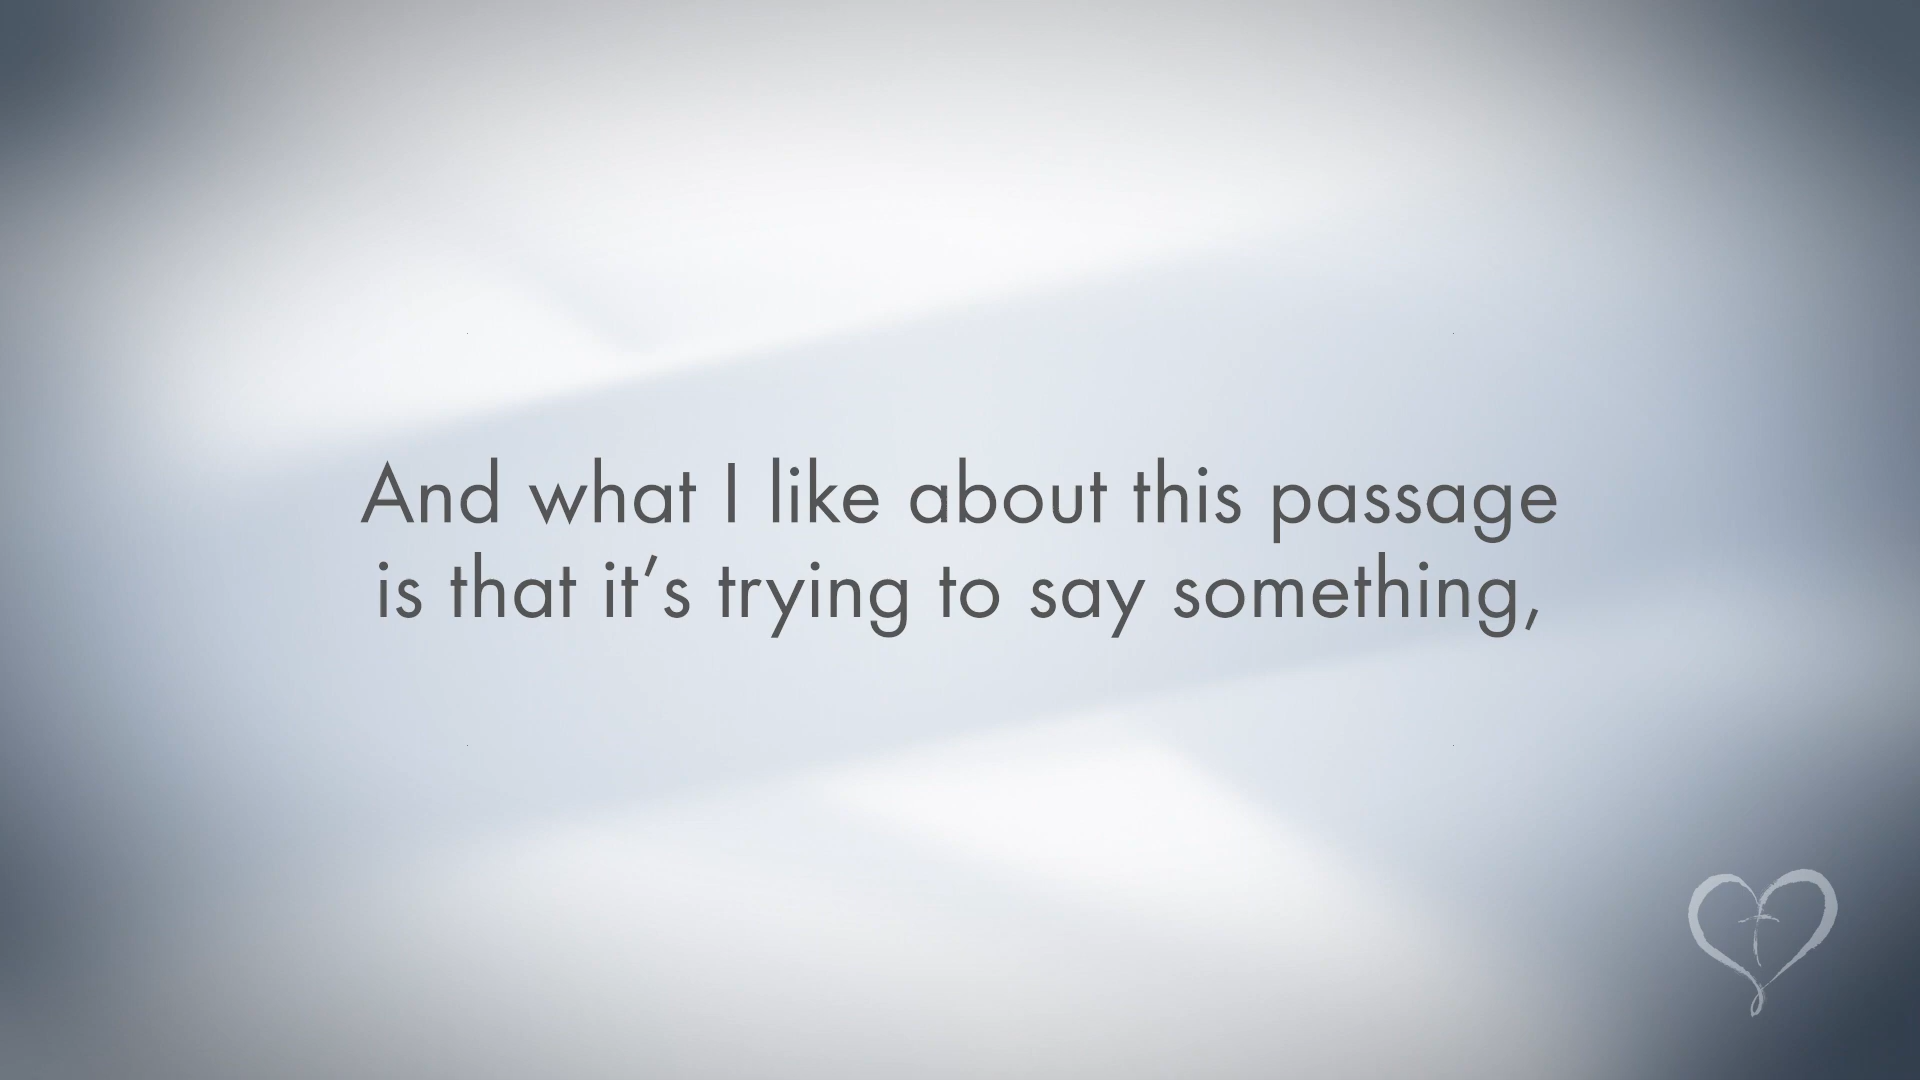 And what I like about this passage
is that it’s trying to say something,